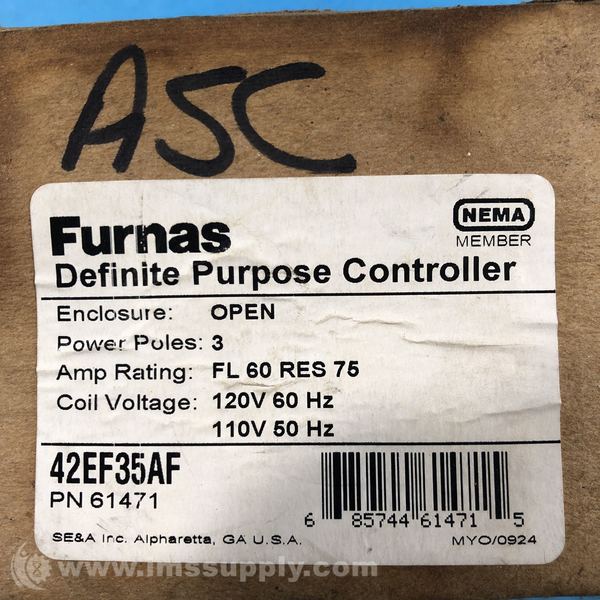 ASC
Furnas
NEMA
MEMBER
Definite Purpose Controller
Enclosure: OPEN
Power Poles: 3
Amp Rating: FL 60 RES 75
Coil Voltage: 120V 60 Hz
110V 50 Hz
42EF35AF
PN 61471
6 85744 61471 5
SE&A Inc. Alpharetta, GA U.S.A.
MYO/0924
www.imssupply.com